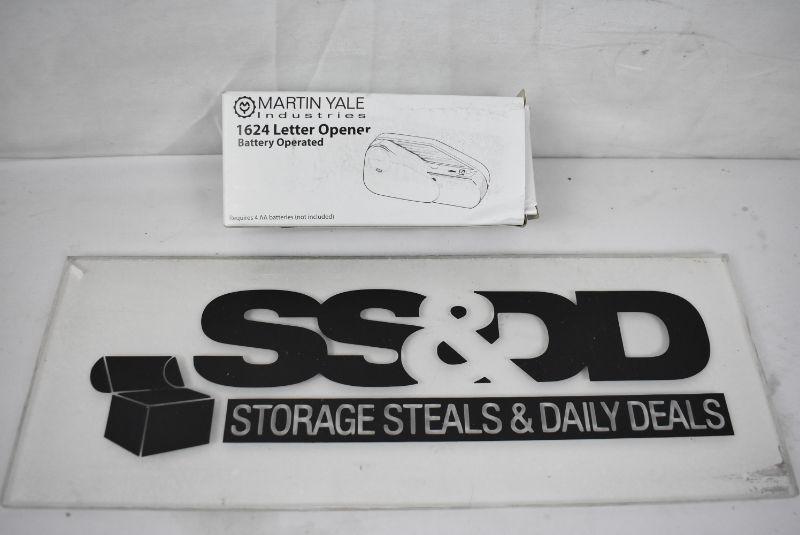 MARTIN YALE
Industries
1624 Letter Opener
Battery Operated
Requires 4 AA batteries (not included)
SS&DD
STORAGE STEALS & DAILY DEALS